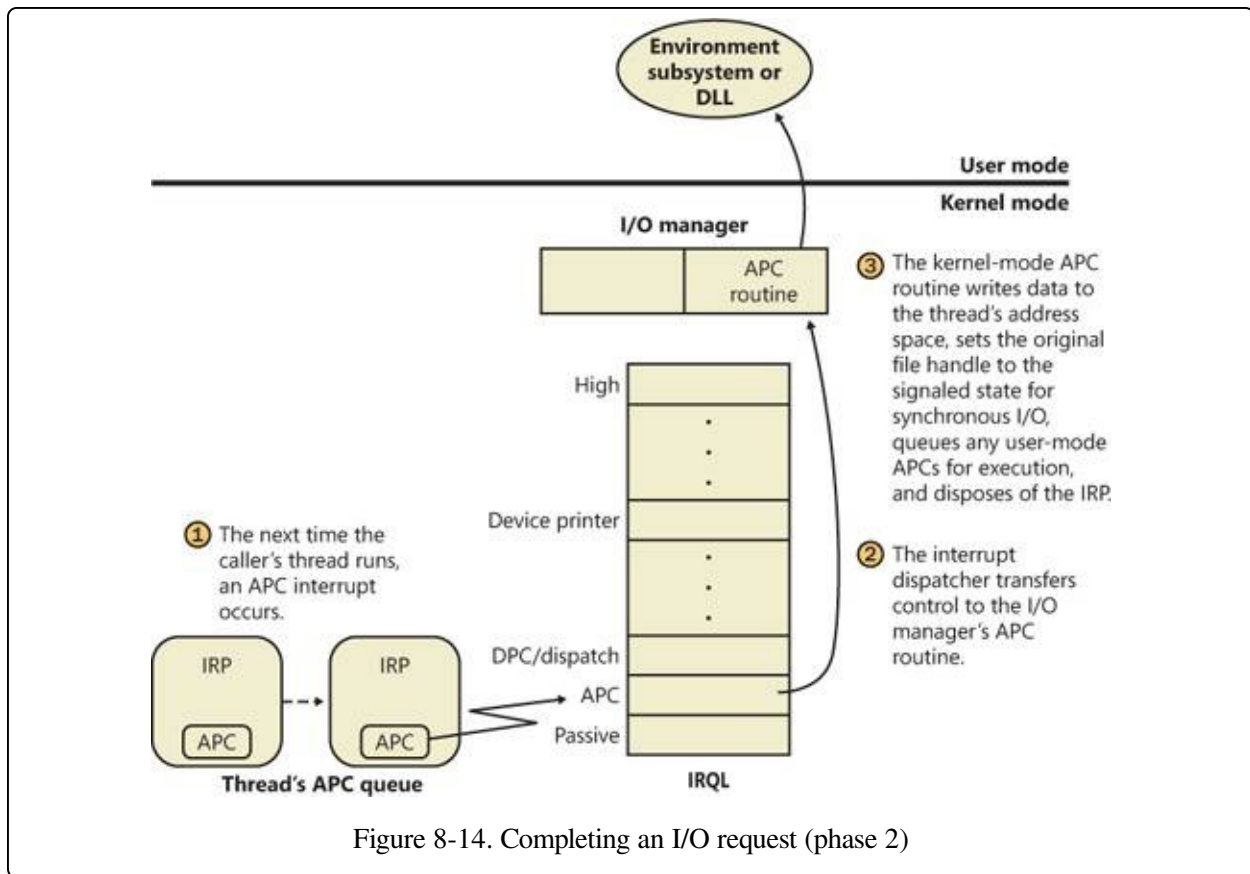 Environment
subsystem or
DLL
User mode
Kernel mode
I/O manager
APC
routine
③ The kernel-mode APC
routine writes data to
the thread's address
space, sets the original
file handle to the
signaled state for
synchronous I/O,
queues any user-mode
APCs for execution,
and disposes of the IRP.
High
Device printer
① The next time the
caller's thread runs,
an APC interrupt
occurs.
② The interrupt
dispatcher transfers
control to the I/O
manager's APC
routine.
DPC/dispatch
APC
Passive
IRP
APC
IRP
APC
Thread's APC queue
IRQL
Figure 8-14. Completing an I/O request (phase 2)